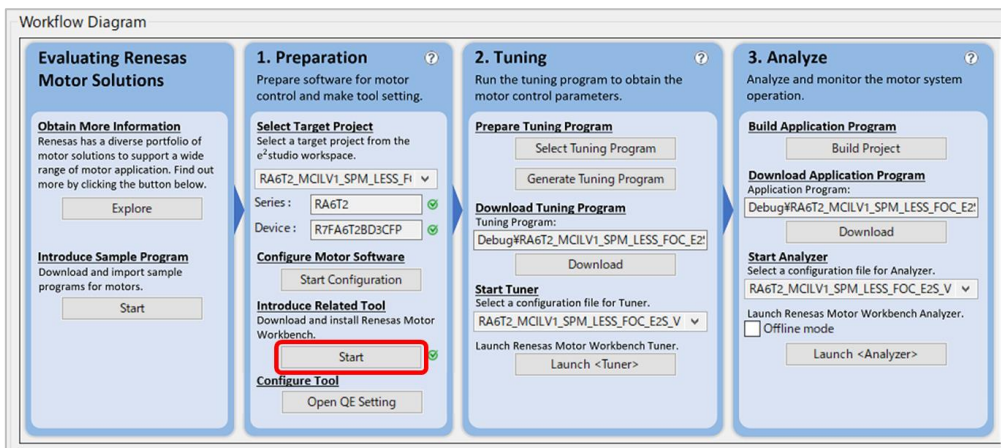 Workflow Diagram
Evaluating Renesas
Motor Solutions
Obtain More Information
Renesas has a diverse portfolio of
motor solutions to support a wide
range of motor application. Find out
more by clicking the button below.
Explore
Introduce Sample Program
Download and import sample
programs for motors.
Start
1. Preparation ?
Prepare software for motor
control and make tool setting.
Select Target Project
Select a target project from the
e²studio workspace.
RA6T2_MCILV1_SPM_LESS_F
Series : RA6T2
Device : R7FA6T2BD3CFP
Configure Motor Software
Start Configuration
Introduce Related Tool
Download and install Renesas Motor
Workbench.
Start
Configure Tool
Open QE Setting
2. Tuning ?
Run the tuning program to obtain the
motor control parameters.
Prepare Tuning Program
Select Tuning Program
Generate Tuning Program
Download Tuning Program
Tuning Program:
Debug¥RA6T2_MCILV1_SPM_LESS_FOC_E2
Download
Start Tuner
Select a configuration file for Tuner.
RA6T2_MCILV1_SPM_LESS_FOC_E2S_V
Launch Renesas Motor Workbench Tuner.
Launch <Tuner>
3. Analyze ?
Analyze and monitor the motor system
operation.
Build Application Program
Build Project
Download Application Program
Application Program:
Debug¥RA6T2_MCILV1_SPM_LESS_FOC_E2
Download
Start Analyzer
Select a configuration file for Analyzer.
RA6T2_MCILV1_SPM_LESS_FOC_E2S_V
Launch Renesas Motor Workbench Analyzer.
Offline mode
Launch <Analyzer>